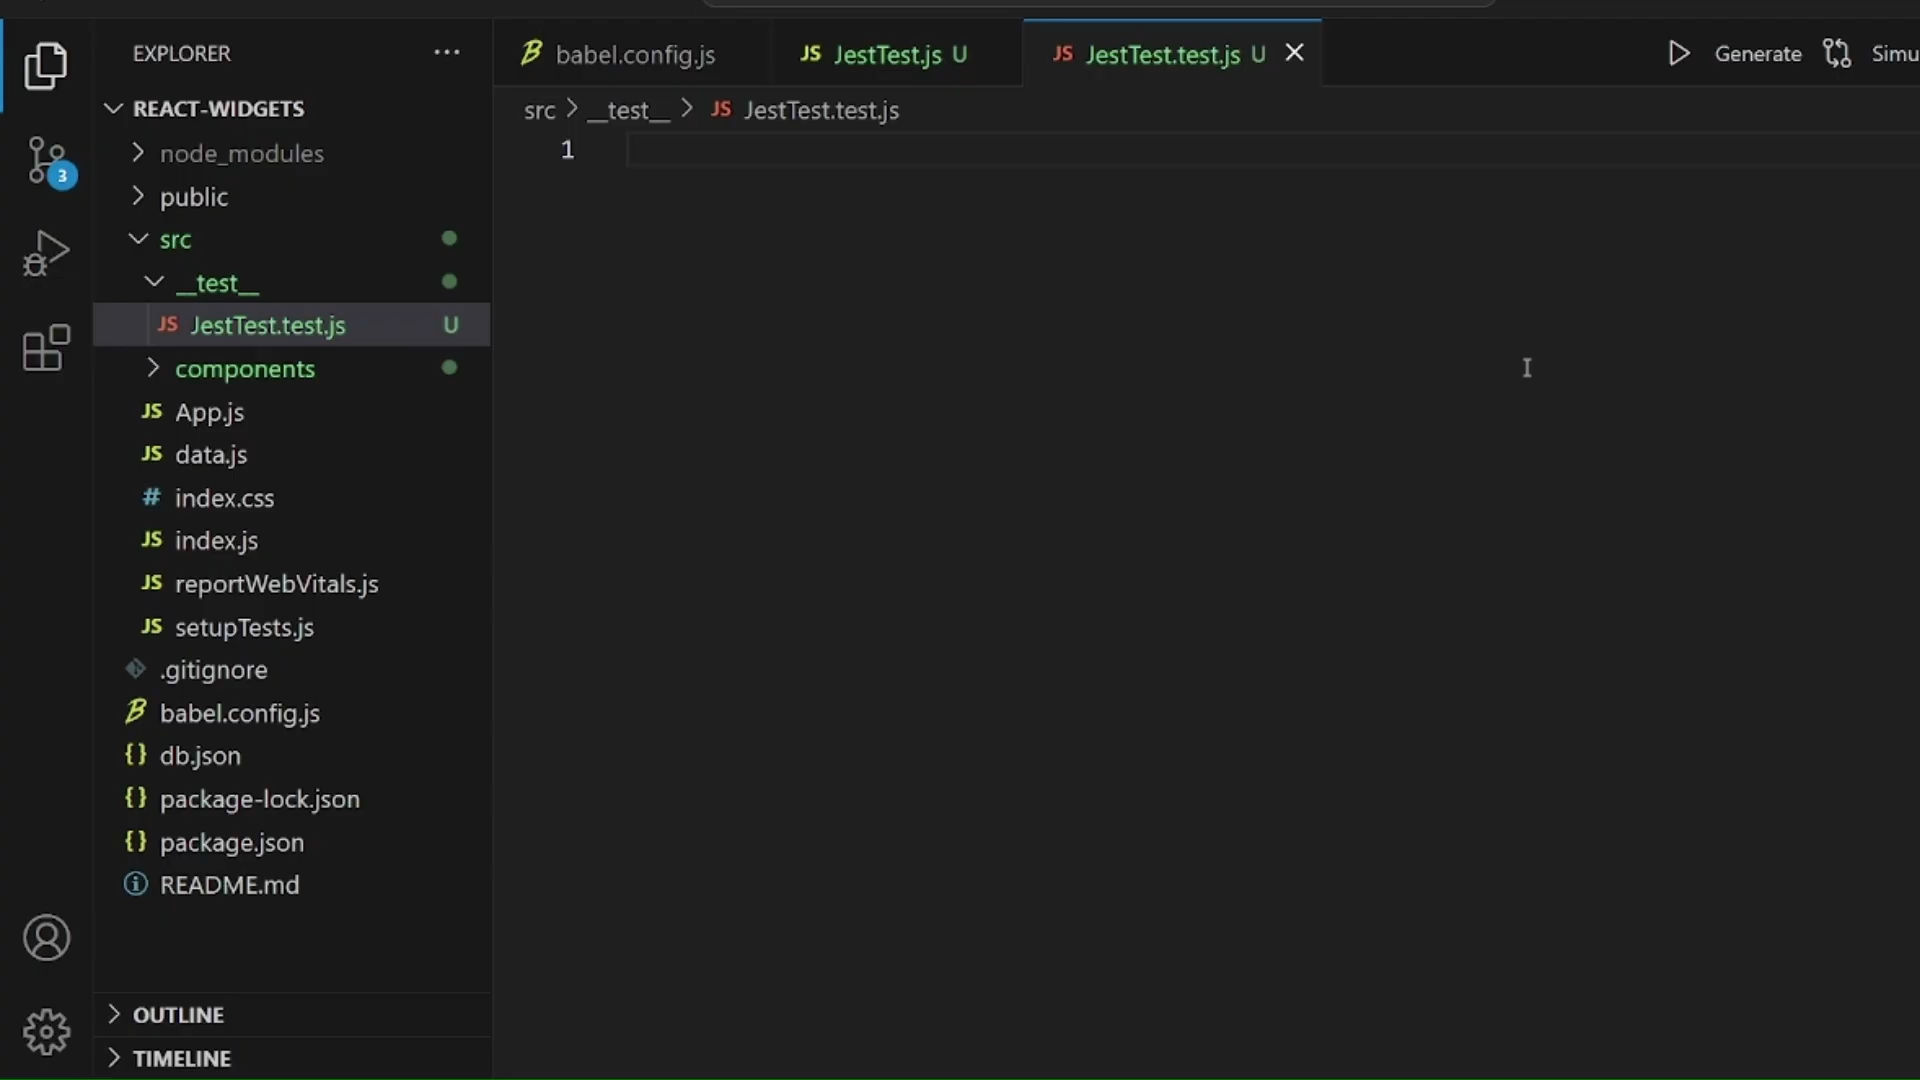 EXPLORER
REACT-WIDGETS
node_modules
public
src
__test__
JS JestTest.test.js U
components
JS App.js
JS data.js
# index.css
JS index.js
JS reportWebVitals.js
JS setupTests.js
.gitignore
B babel.config.js
{} db.json
{} package-lock.json
{} package.json
README.md
OUTLINE
TIMELINE
3
B babel.config.js
JS JestTest.js U
JS JestTest.test.js U
Generate
Simu
src > __test__ > JS JestTest.test.js
1